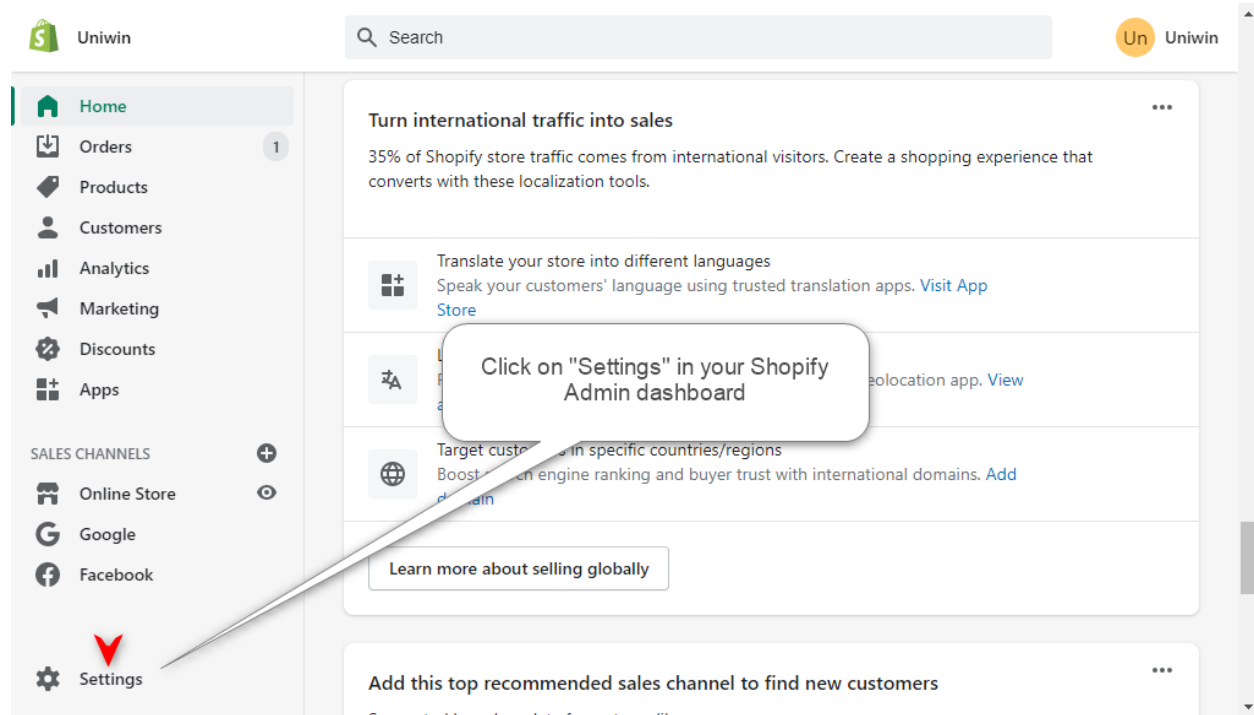 Uniwin
Search
Un Uniwin
Home
Orders 1
Products
Customers
Analytics
Marketing
Discounts
Apps
SALES CHANNELS
Online Store
Google
Facebook
Settings
Turn international traffic into sales
35% of Shopify store traffic comes from international visitors. Create a shopping experience that
converts with these localization tools.
Translate your store into different languages
Speak your customers' language using trusted translation apps. Visit App
Store
Click on "Settings" in your Shopify
Admin dashboard
app. View
Target in specific countries/regions
Boost engine ranking and buyer trust with international domains. Add
Learn more about selling globally
Add this top recommended sales channel to find new customers